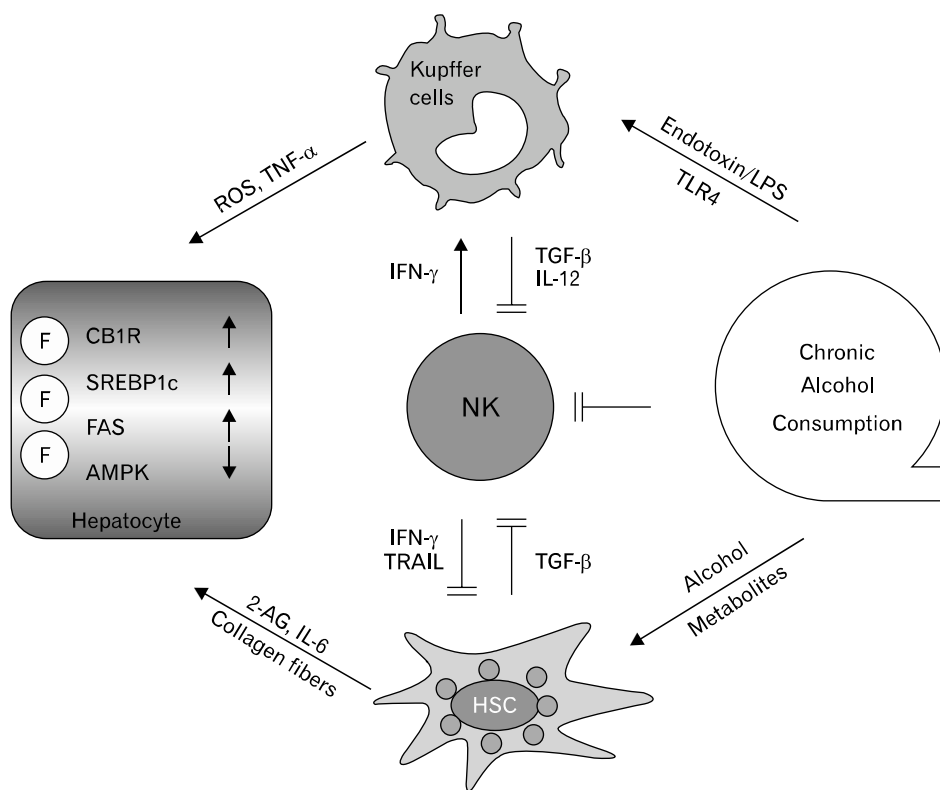 Kupffer
cells
Endotoxin/LPS
TLR4
ROS, TNF-α
IFN-γ
TGF-β
IL-12
F
CB1R
F
SREBP1c
FAS
F
AMPK
Hepatocyte
NK
Chronic
Alcohol
Consumption
IFN-γ
TRAIL
TGF-β
Alcohol
Metabolites
2-AG, IL-6
Collagen fibers
HSC